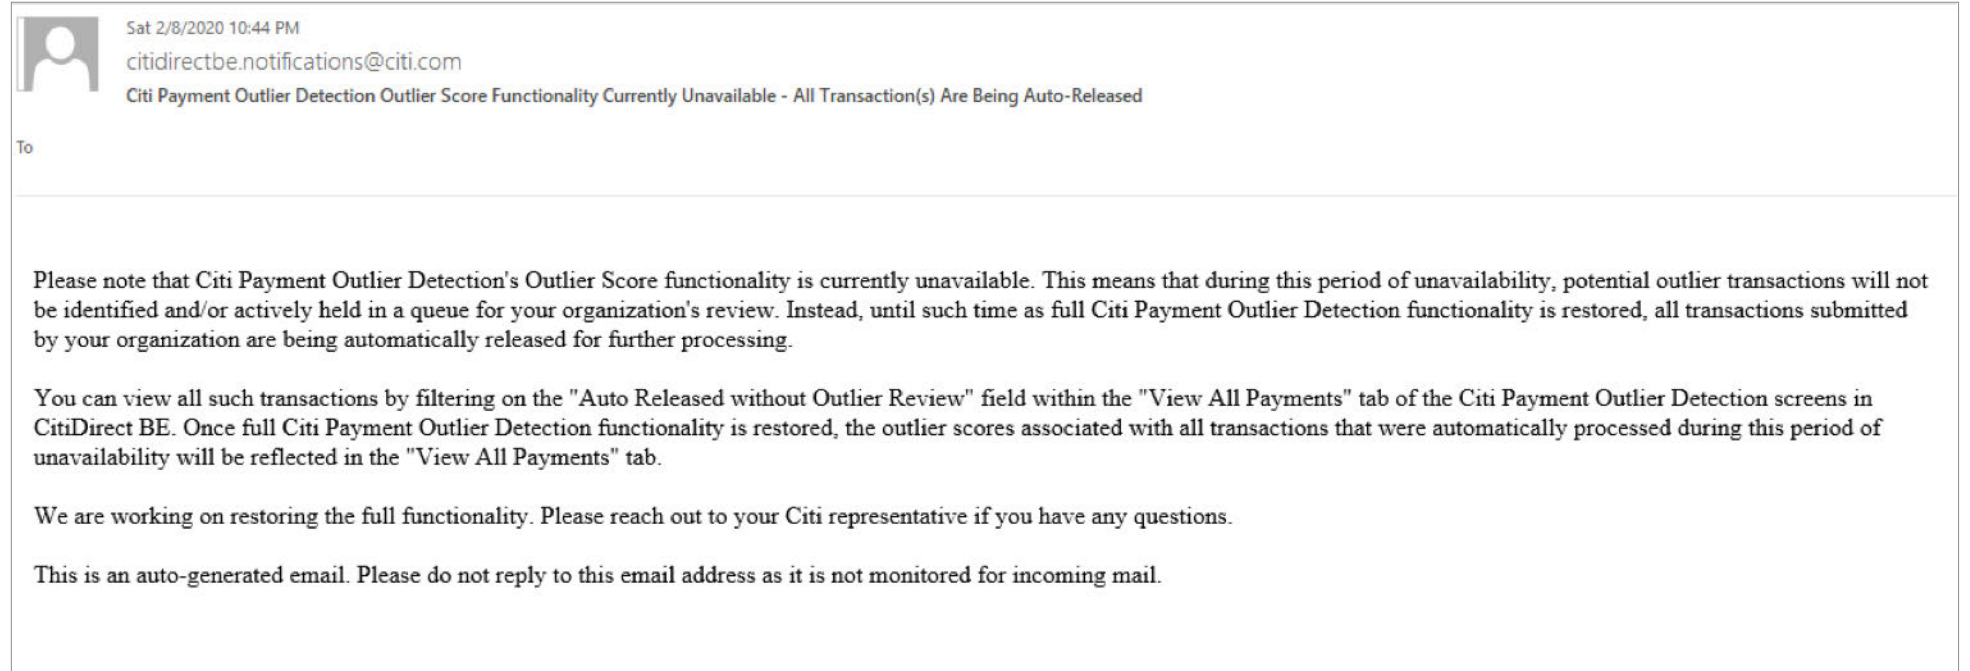 Sat 2/8/2020 10:44 PM
citidirectbe.notifications@citi.com
Citi Payment Outlier Detection Outlier Score Functionality Currently Unavailable - All Transaction(s) Are Being Auto-Released
To
Please note that Citi Payment Outlier Detection's Outlier Score functionality is currently unavailable. This means that during this period of unavailability, potential outlier transactions will not
be identified and/or actively held in a queue for your organization's review. Instead, until such time as full Citi Payment Outlier Detection functionality is restored, all transactions submitted
by your organization are being automatically released for further processing.
You can view all such transactions by filtering on the "Auto Released without Outlier Review" field within the "View All Payments" tab of the Citi Payment Outlier Detection screens in
CitiDirect BE. Once full Citi Payment Outlier Detection functionality is restored, the outlier scores associated with all transactions that were automatically processed during this period of
unavailability will be reflected in the "View All Payments" tab.
We are working on restoring the full functionality. Please reach out to your Citi representative if you have any questions.
This is an auto-generated email. Please do not reply to this email address as it is not monitored for incoming mail.